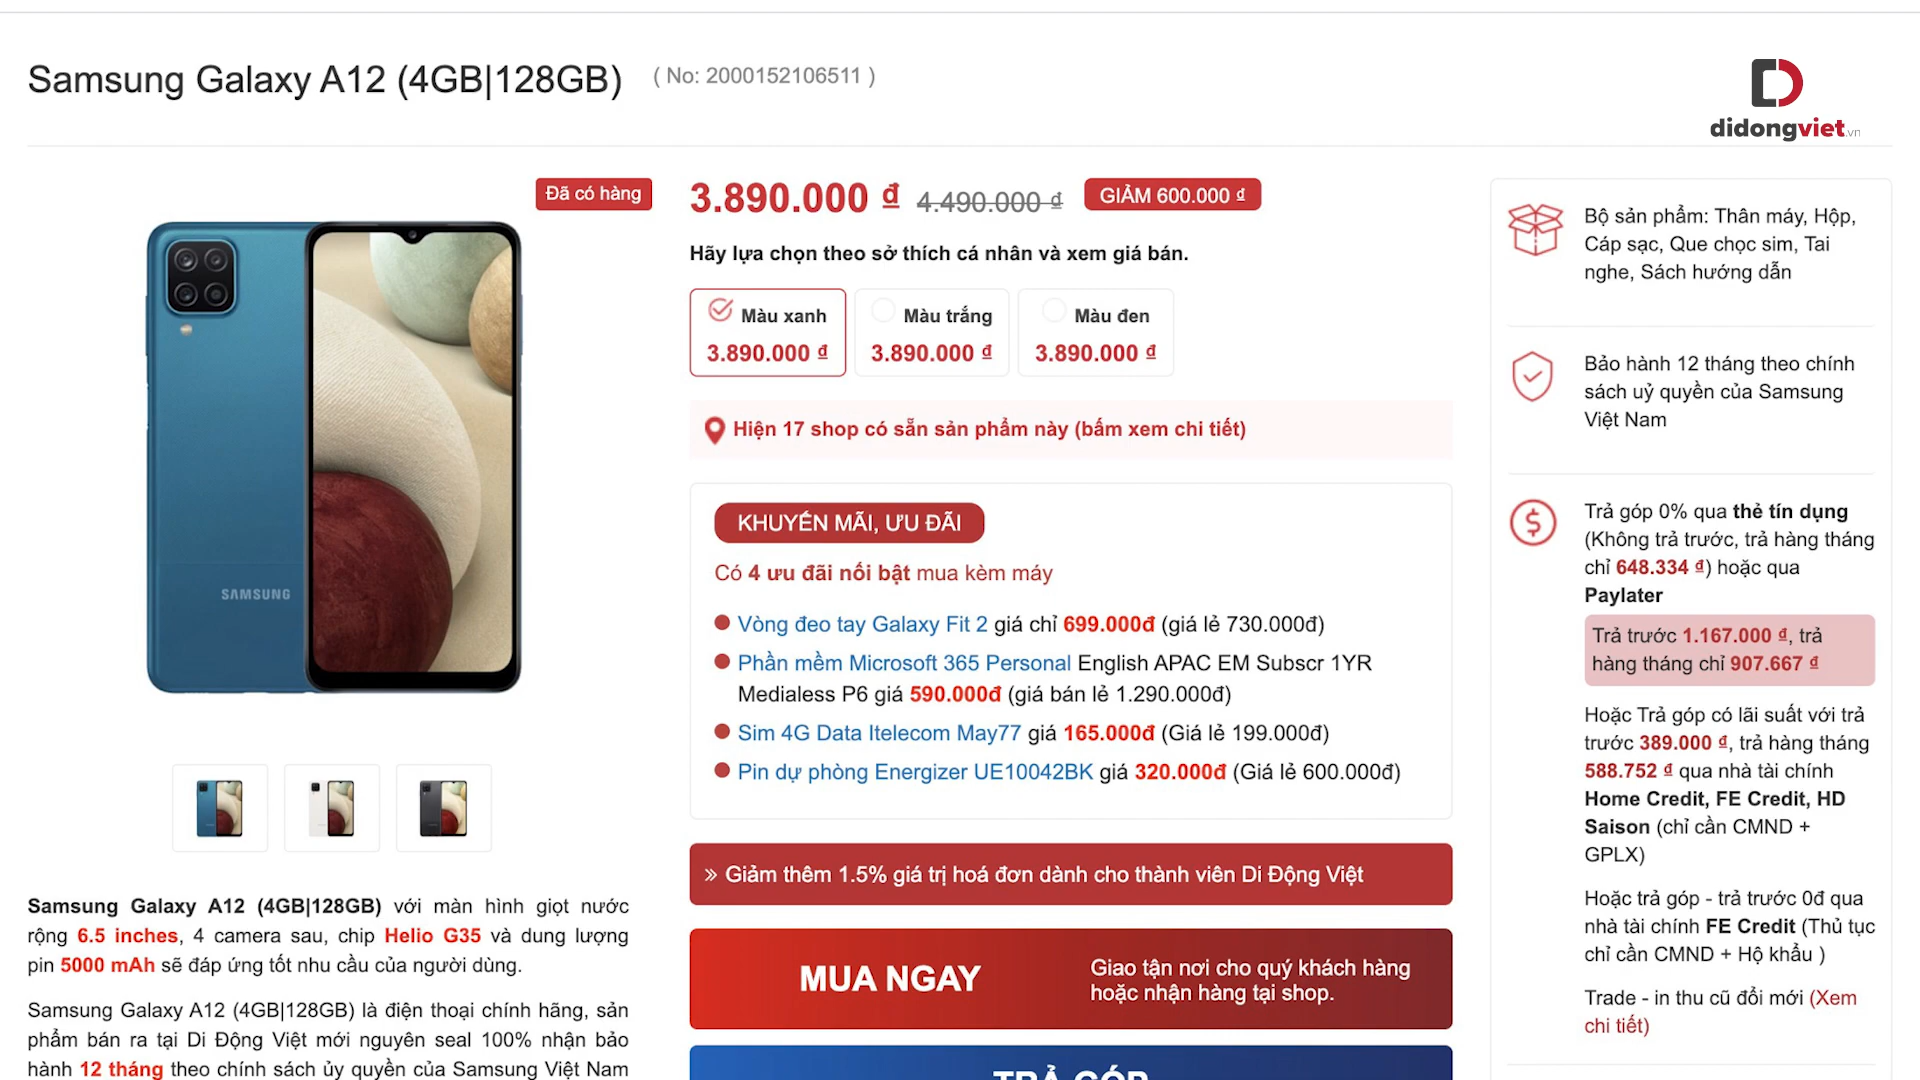 Samsung Galaxy A12 (4GB|128GB) ( No: 2000152106511 )
didongviet.vn
Đã có hàng
SAMSUNG
3.890.000 ₫ 4.490.000 ₫ GIẢM 600.000 ₫
Hãy lựa chọn theo sở thích cá nhân và xem giá bán.
Màu xanh
3.890.000 ₫
Màu trắng
3.890.000 ₫
Màu đen
3.890.000 ₫
Hiện 17 shop có sẵn sản phẩm này (bấm xem chi tiết)
KHUYẾN MÃI, ƯU ĐÃI
Có 4 ưu đãi nổi bật mua kèm máy
Vòng đeo tay Galaxy Fit 2 giá chỉ 699.000đ (giá lẻ 730.000đ)
Phần mềm Microsoft 365 Personal English APAC EM Subscr 1YR
Medialess P6 giá 590.000đ (giá bán lẻ 1.290.000đ)
Sim 4G Data Itelecom May77 giá 165.000đ (Giá lẻ 199.000đ)
Pin dự phòng Energizer UE10042BK giá 320.000đ (Giá lẻ 600.000đ)
» Giảm thêm 1.5% giá trị hoá đơn dành cho thành viên Di Động Việt
MUA NGAY
Giao tận nơi cho quý khách hàng
hoặc nhận hàng tại shop.
TRẢ GÓP
Samsung Galaxy A12 (4GB|128GB) với màn hình giọt nước
rộng 6.5 inches, 4 camera sau, chip Helio G35 và dung lượng
pin 5000 mAh sẽ đáp ứng tốt nhu cầu của người dùng.
Samsung Galaxy A12 (4GB|128GB) là điện thoại chính hãng, sản
phẩm bán ra tại Di Động Việt mới nguyên seal 100% nhận bảo
hành 12 tháng theo chính sách ủy quyền của Samsung Việt Nam
Bộ sản phẩm: Thân máy, Hộp,
Cáp sạc, Que chọc sim, Tai
nghe, Sách hướng dẫn
Bảo hành 12 tháng theo chính
sách uỷ quyền của Samsung
Việt Nam
Trả góp 0% qua thẻ tín dụng
(Không trả trước, trả hàng tháng
chỉ 648.334 ₫) hoặc qua
Paylater
Trả trước 1.167.000 ₫, trả
hàng tháng chỉ 907.667 ₫
Hoặc Trả góp có lãi suất với trả
trước 389.000 ₫, trả hàng tháng
588.752 ₫ qua nhà tài chính
Home Credit, FE Credit, HD
Saison (chỉ cần CMND +
GPLX)
Hoặc trả góp - trả trước 0đ qua
nhà tài chính FE Credit (Thủ tục
chỉ cần CMND + Hộ khẩu )
Trade - in thu cũ đổi mới (Xem
chi tiết)